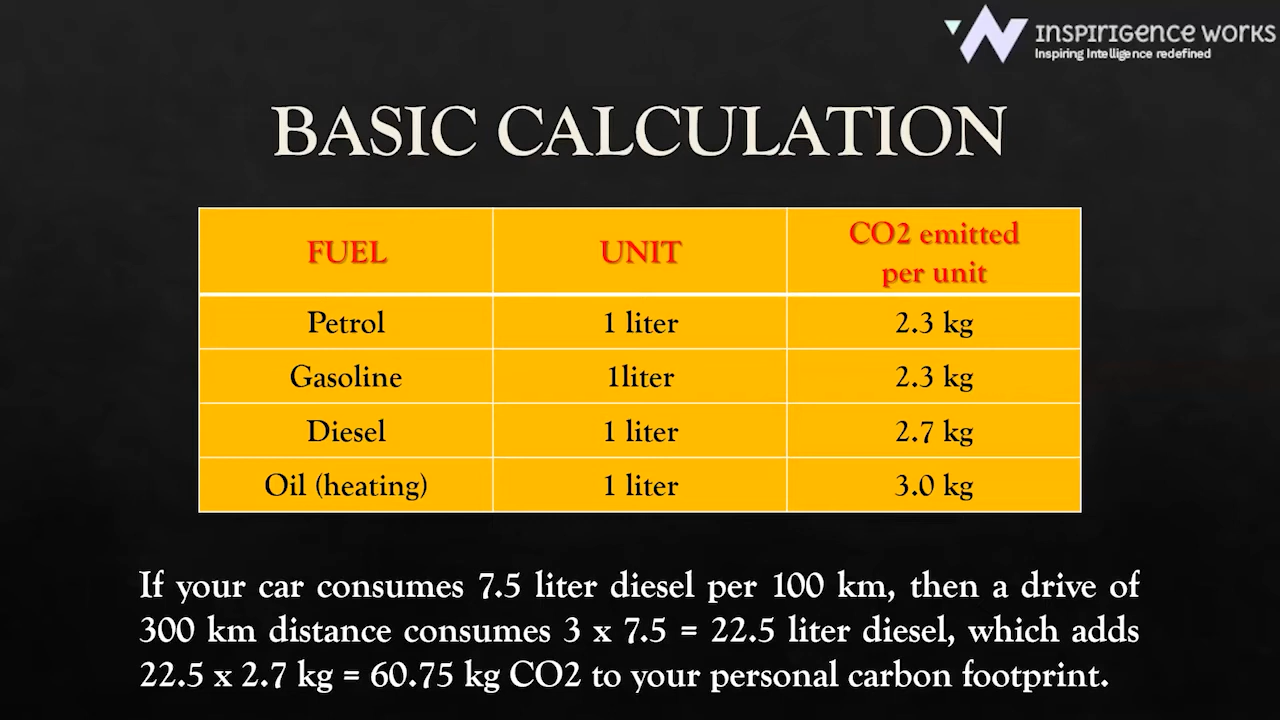 INSPIRIGENCE WORKS
Inspiring Intelligence redefined
BASIC CALCULATION
FUEL UNIT CO2 emitted per unit
Petrol 1 liter 2.3 kg
Gasoline 1liter 2.3 kg
Diesel 1 liter 2.7 kg
Oil (heating) 1 liter 3.0 kg
If your car consumes 7.5 liter diesel per 100 km, then a drive of
300 km distance consumes 3 x 7.5 = 22.5 liter diesel, which adds
22.5 x 2.7 kg = 60.75 kg CO2 to your personal carbon footprint.